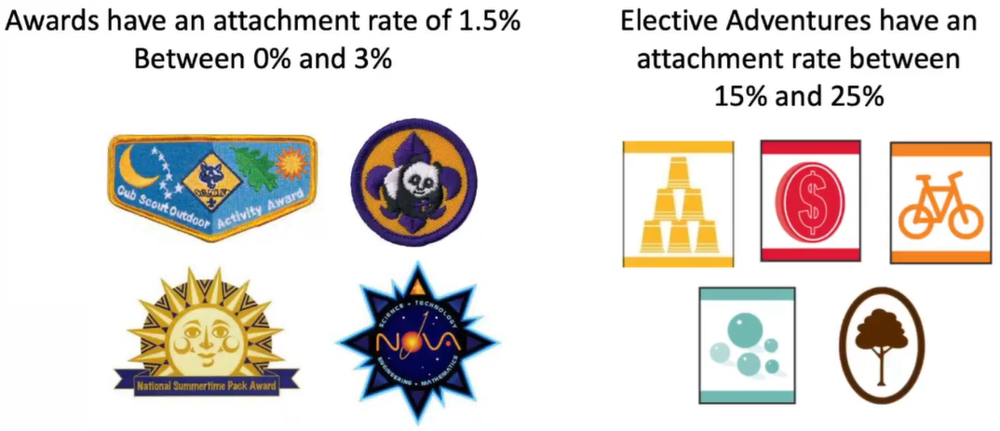 Awards have an attachment rate of 1.5%
Between 0% and 3%
Elective Adventures have an
attachment rate between
15% and 25%
Cub Scout Outdoor Activity Award
National Summertime Pack Award
SCIENCE • TECHNOLOGY
NOVA
ENGINEERING • MATHEMATICS
$